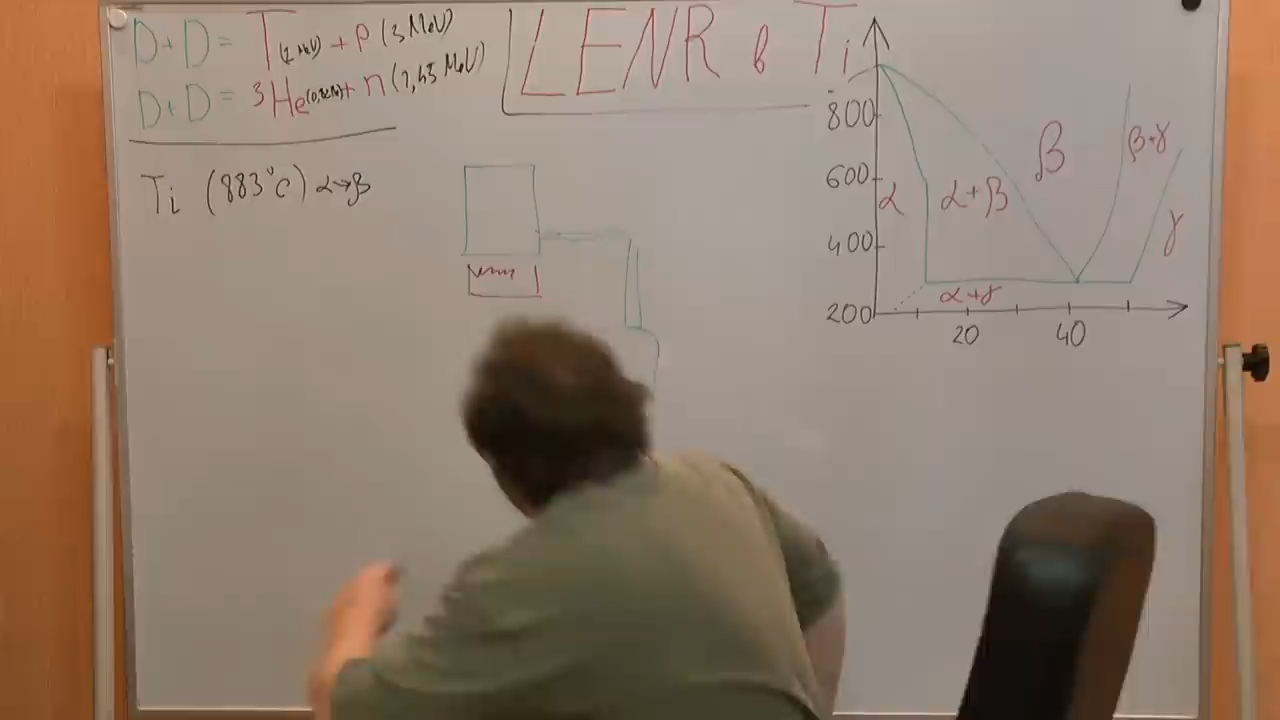 D+D = T (1 MeV) + p (3 MeV)
D+D = ³He + n (2,45 MeV)
LENR в Ti
Ti (883°C) α→β
800
600
400
200
20
40
α
α+β
β
β+γ
γ
α+γ